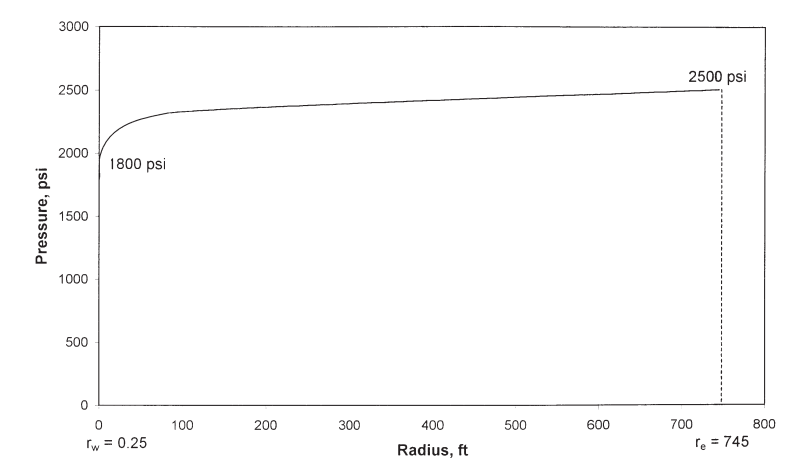 3000
2500
2000
1500
1000
500
0
Pressure, psi
2500 psi
1800 psi
0 100 200 300 400 500 600 700 800
r_w = 0.25
r_e = 745
Radius, ft